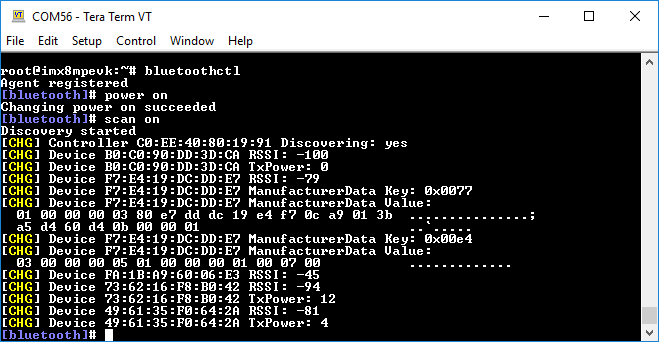 COM56 - Tera Term VT
File Edit Setup Control Window Help
root@imx8mpevk:~# bluetoothctl
Agent registered
[bluetooth]# power on
Changing power on succeeded
[bluetooth]# scan on
Discovery started
[CHG] Controller C0:EE:40:80:19:91 Discovering: yes
[CHG] Device B0:C0:90:DD:3D:CA RSSI: -100
[CHG] Device B0:C0:90:DD:3D:CA TxPower: 0
[CHG] Device F7:E4:19:DC:DD:E7 RSSI: -79
[CHG] Device F7:E4:19:DC:DD:E7 ManufacturerData Key: 0x0077
[CHG] Device F7:E4:19:DC:DD:E7 ManufacturerData Value:
01 00 00 00 03 80 e7 dd dc 19 e4 f7 0c a9 01 3b ...............;
a5 d4 60 d4 0b 00 00 01 ..`.....
[CHG] Device F7:E4:19:DC:DD:E7 ManufacturerData Key: 0x00e4
[CHG] Device F7:E4:19:DC:DD:E7 ManufacturerData Value:
03 00 00 00 05 01 00 00 00 01 00 07 00 .............
[CHG] Device FA:1B:A9:60:06:E3 RSSI: -45
[CHG] Device 73:62:16:F8:B0:42 RSSI: -94
[CHG] Device 73:62:16:F8:B0:42 TxPower: 12
[CHG] Device 49:61:35:F0:64:2A RSSI: -81
[CHG] Device 49:61:35:F0:64:2A TxPower: 4
[bluetooth]#